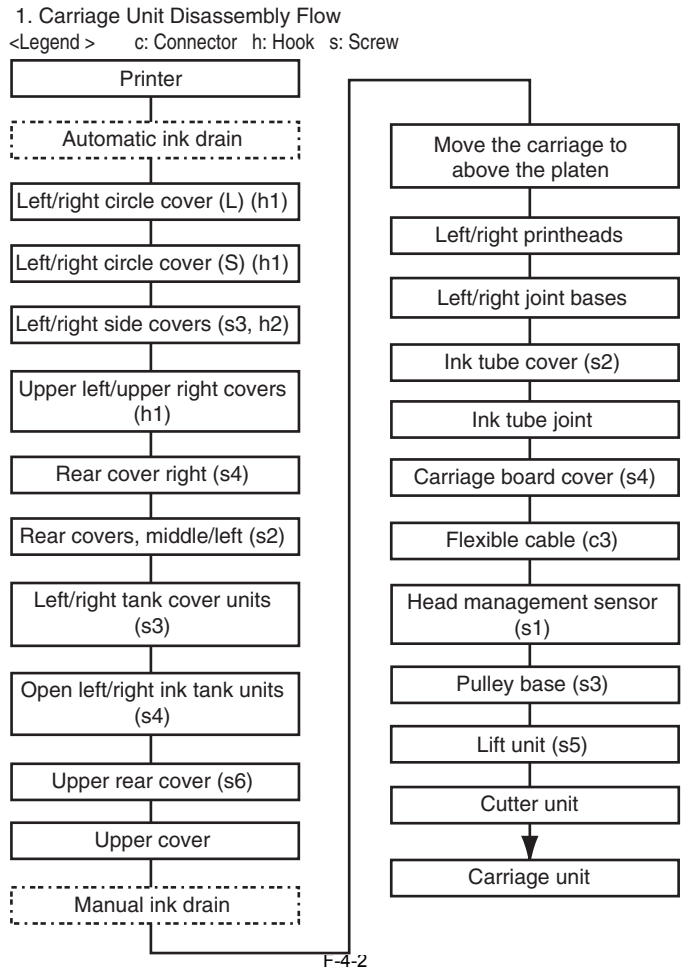 1. Carriage Unit Disassembly Flow
<Legend > c: Connector h: Hook s: Screw
Printer
Automatic ink drain
Left/right circle cover (L) (h1)
Left/right circle cover (S) (h1)
Left/right side covers (s3, h2)
Upper left/upper right covers
(h1)
Rear cover right (s4)
Rear covers, middle/left (s2)
Left/right tank cover units
(s3)
Open left/right ink tank units
(s4)
Upper rear cover (s6)
Upper cover
Manual ink drain
Move the carriage to
above the platen
Left/right printheads
Left/right joint bases
Ink tube cover (s2)
Ink tube joint
Carriage board cover (s4)
Flexible cable (c3)
Head management sensor
(s1)
Pulley base (s3)
Lift unit (s5)
Cutter unit
Carriage unit
F-4-2